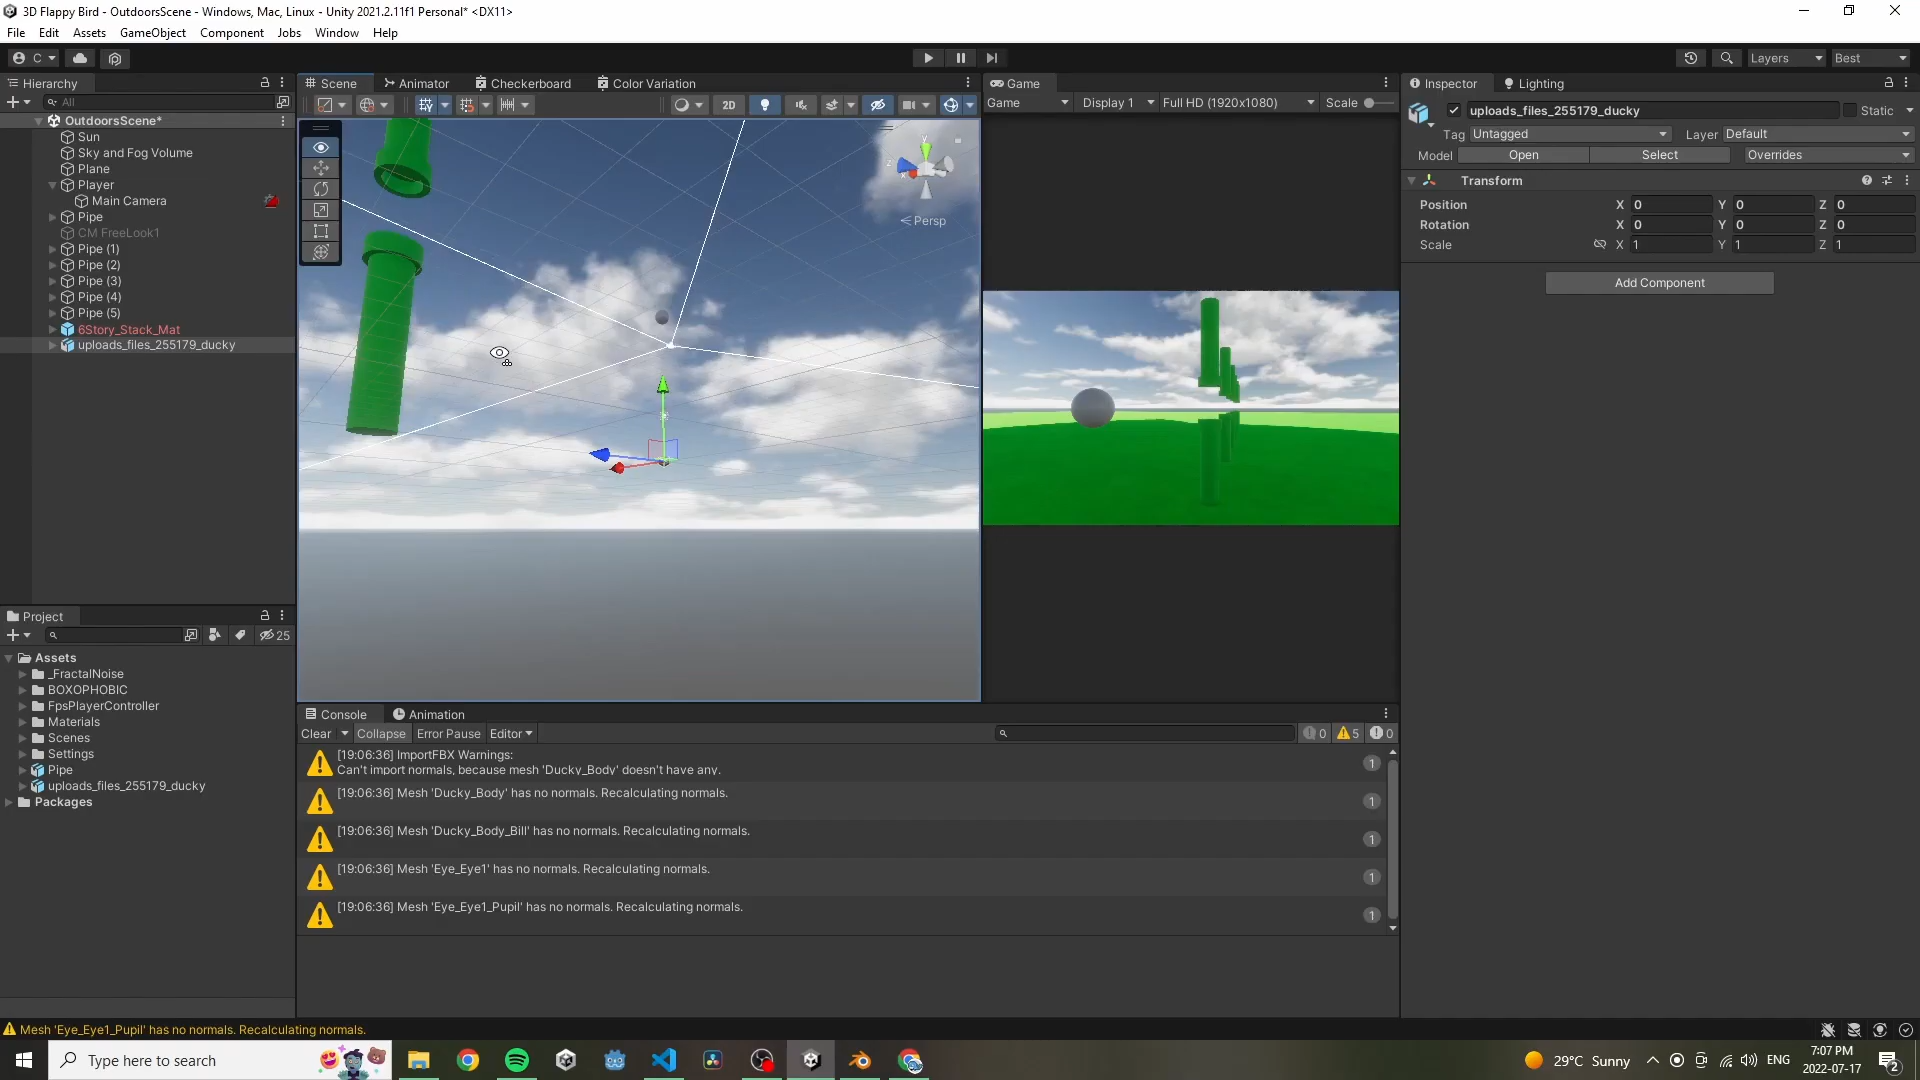 3D Flappy Bird - OutdoorsScene - Windows, Mac, Linux - Unity 2021.2.11f1 Personal* <DX11>
File Edit Assets GameObject Component Jobs Window Help
C Layers Best
Hierarchy
All
OutdoorsScene*
Sun
Sky and Fog Volume
Plane
Player
Main Camera
Pipe
CM FreeLook1
Pipe (1)
Pipe (2)
Pipe (3)
Pipe (4)
Pipe (5)
6Story_Stack_Mat
uploads_files_255179_ducky
Scene Animator Checkerboard Color Variation
2D
y
z
x
Persp
Game
Game Display 1 Full HD (1920x1080) Scale
Inspector Lighting
uploads_files_255179_ducky Static
Tag Untagged Layer Default
Model Open Select Overrides
Transform
Position X 0 Y 0 Z 0
Rotation X 0 Y 0 Z 0
Scale X 1 Y 1 Z 1
Add Component
Project
25
Assets
_FractalNoise
BOXOPHOBIC
FpsPlayerController
Materials
Scenes
Settings
Pipe
uploads_files_255179_ducky
Packages
Console Animation
Clear Collapse Error Pause Editor 0 5 0
[19:06:36] ImportFBX Warnings:
Can't import normals, because mesh 'Ducky_Body' doesn't have any. 1
[19:06:36] Mesh 'Ducky_Body' has no normals. Recalculating normals. 1
[19:06:36] Mesh 'Ducky_Body_Bill' has no normals. Recalculating normals. 1
[19:06:36] Mesh 'Eye_Eye1' has no normals. Recalculating normals. 1
[19:06:36] Mesh 'Eye_Eye1_Pupil' has no normals. Recalculating normals. 1
Mesh 'Eye_Eye1_Pupil' has no normals. Recalculating normals.
Type here to search
29°C Sunny
ENG
7:07 PM
2022-07-17
2